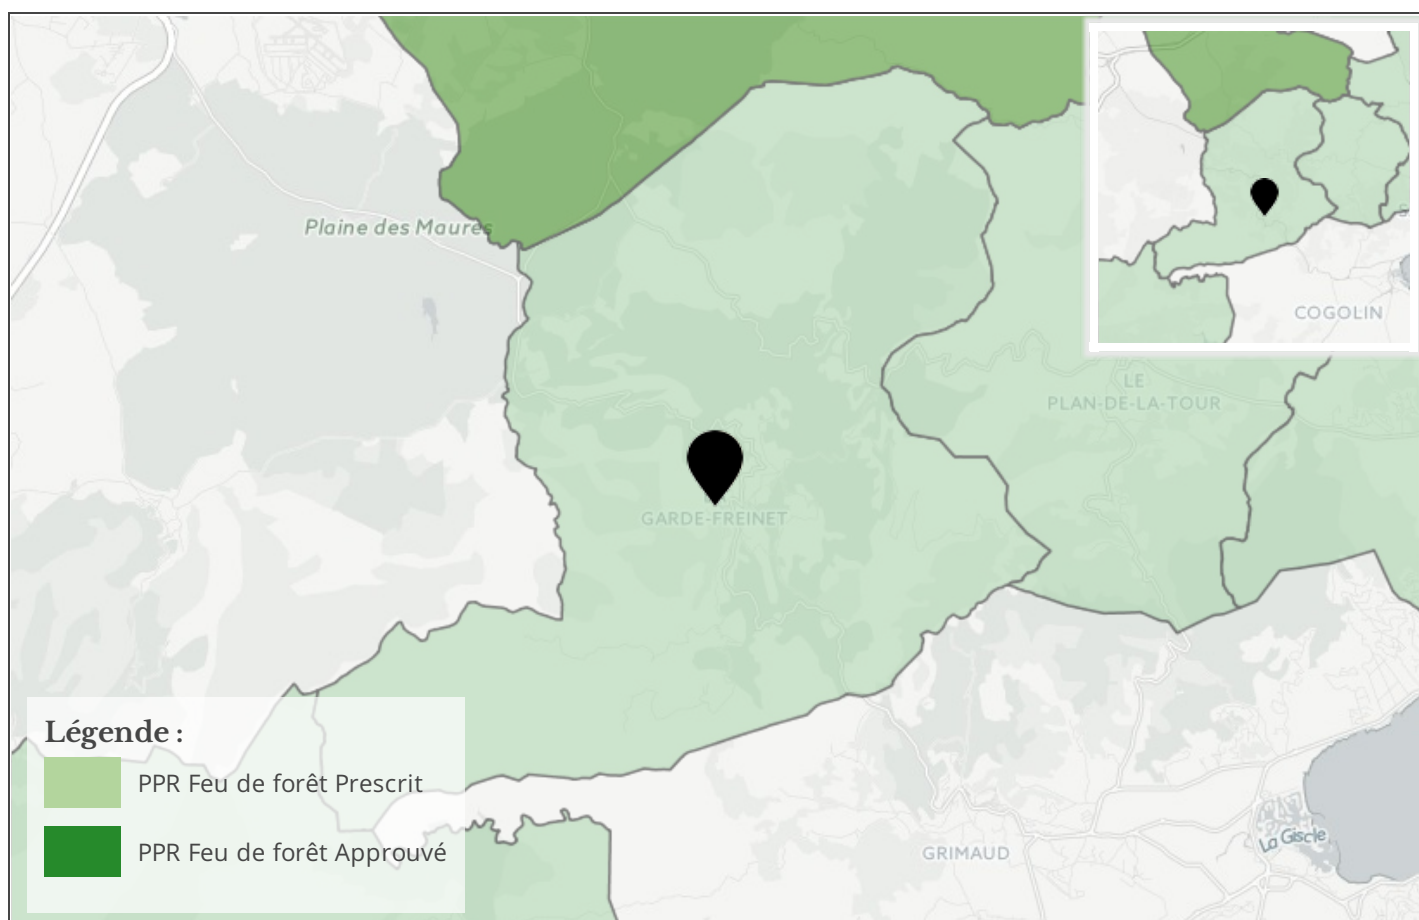 Plaine des Maures
COGOLIN
LE
PLAN-DE-LA-TOUR
GARDE-FREINET
Légende :
PPR Feu de forêt Prescrit
PPR Feu de forêt Approuvé
GRIMAUD
La Giscle